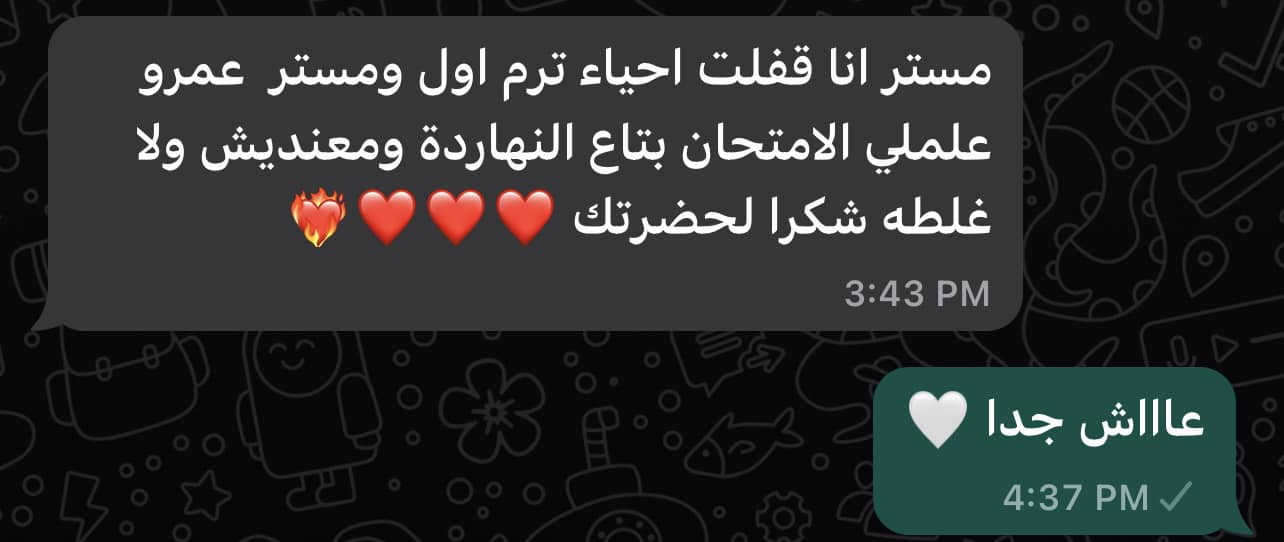 مستر انا قفلت احياء ترم اول ومستر عمرو
علملي الامتحان بتاع النهاردة ومعنديش ولا
غلطه شكرا لحضرتك ❤️❤️❤️❤️‍🔥
3:43 PM
عاااش جدا 🤍
4:37 PM